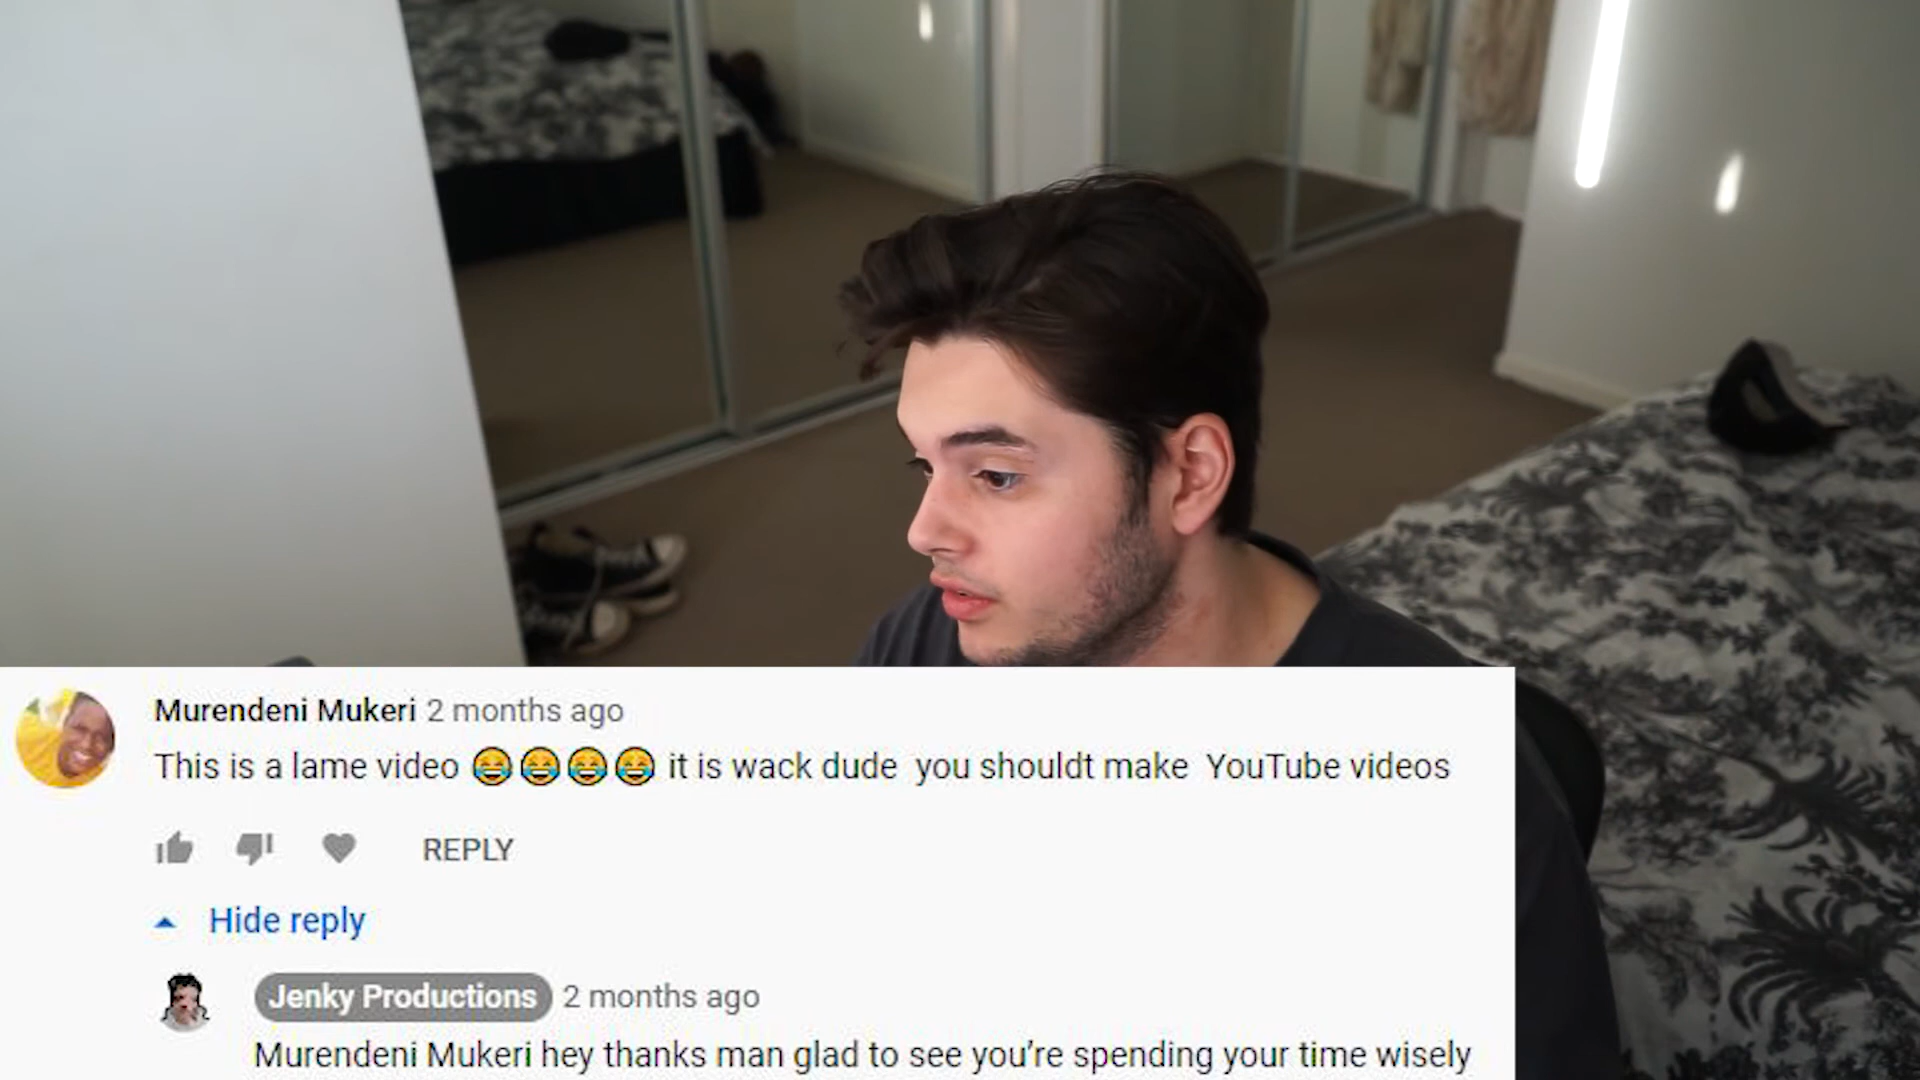 Murendeni Mukeri 2 months ago
This is a lame video 😂😂😂😂 it is wack dude you shouldt make YouTube videos
REPLY
Hide reply
Jenky Productions 2 months ago
Murendeni Mukeri hey thanks man glad to see you're spending your time wisely